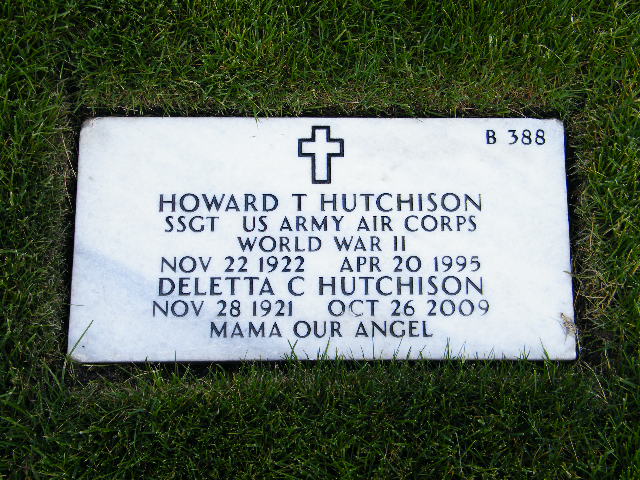 B 388
HOWARD T HUTCHISON
SSGT US ARMY AIR CORPS
WORLD WAR II
NOV 22 1922 APR 20 1995
DELETTA C HUTCHISON
NOV 28 1921 OCT 26 2009
MAMA OUR ANGEL